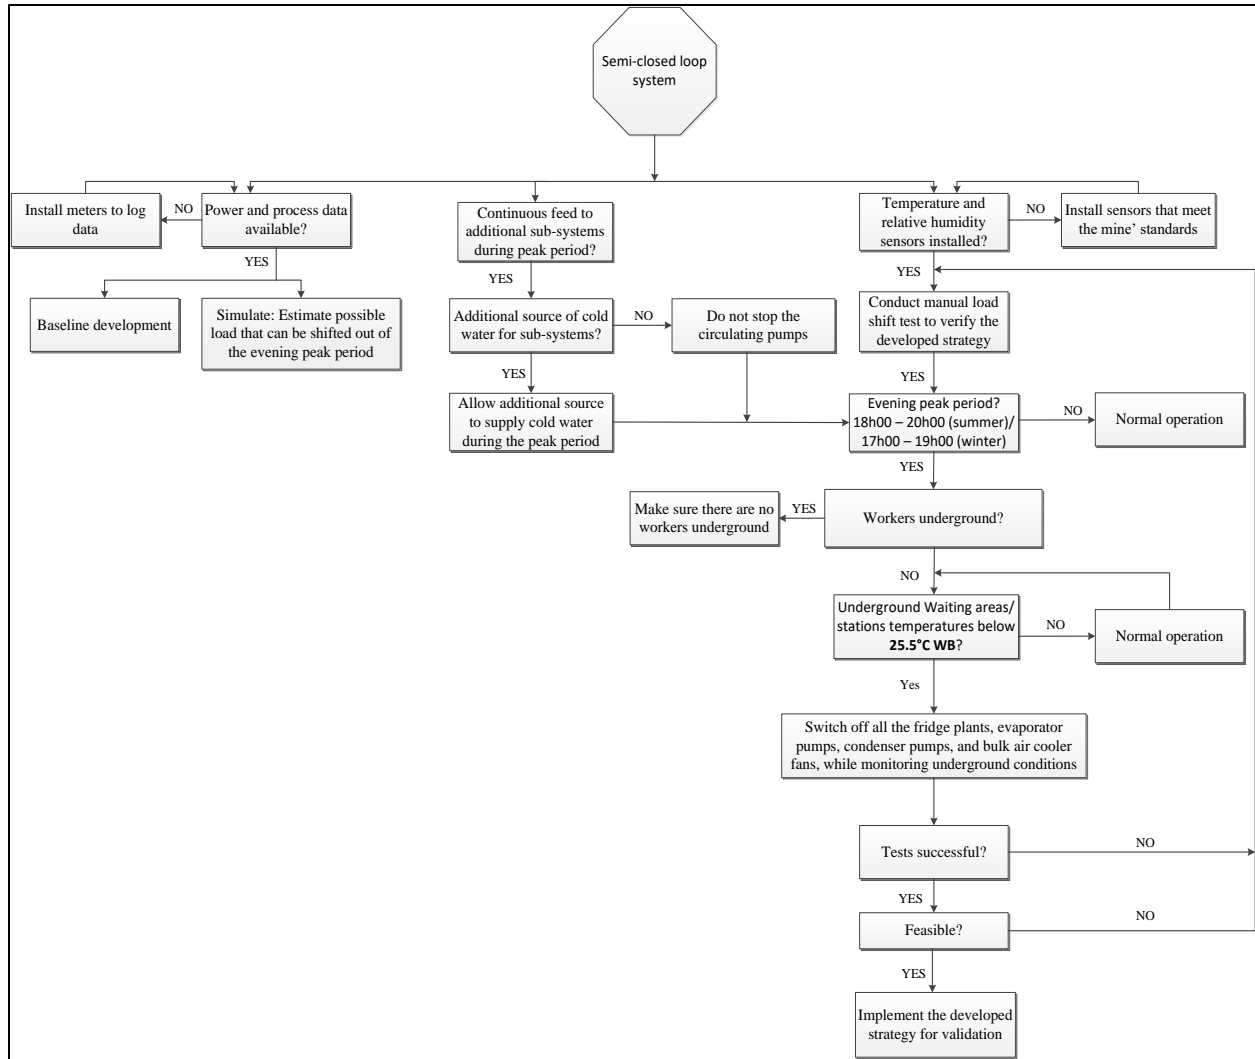 Semi-closed loop
system
Install meters to log
data
NO
Power and process data
available?
YES
Baseline development
Simulate: Estimate possible
load that can be shifted out of
the evening peak period
Continuous feed to
additional sub-systems
during peak period?
YES
Additional source of cold
water for sub-systems?
NO
Do not stop the
circulating pumps
YES
Allow additional source
to supply cold water
during the peak period
Temperature and
relative humidity
sensors installed?
NO
Install sensors that meet
the mine' standards
YES
Conduct manual load
shift test to verify the
developed strategy
YES
Evening peak period?
18h00 – 20h00 (summer)/
17h00 – 19h00 (winter)
NO
Normal operation
YES
Make sure there are no
workers underground
YES
Workers underground?
NO
Underground Waiting areas/
stations temperatures below
25.5°C WB?
NO
Normal operation
Yes
Switch off all the fridge plants, evaporator
pumps, condenser pumps, and bulk air cooler
fans, while monitoring underground conditions
Tests successful?
NO
YES
Feasible?
NO
YES
Implement the developed
strategy for validation